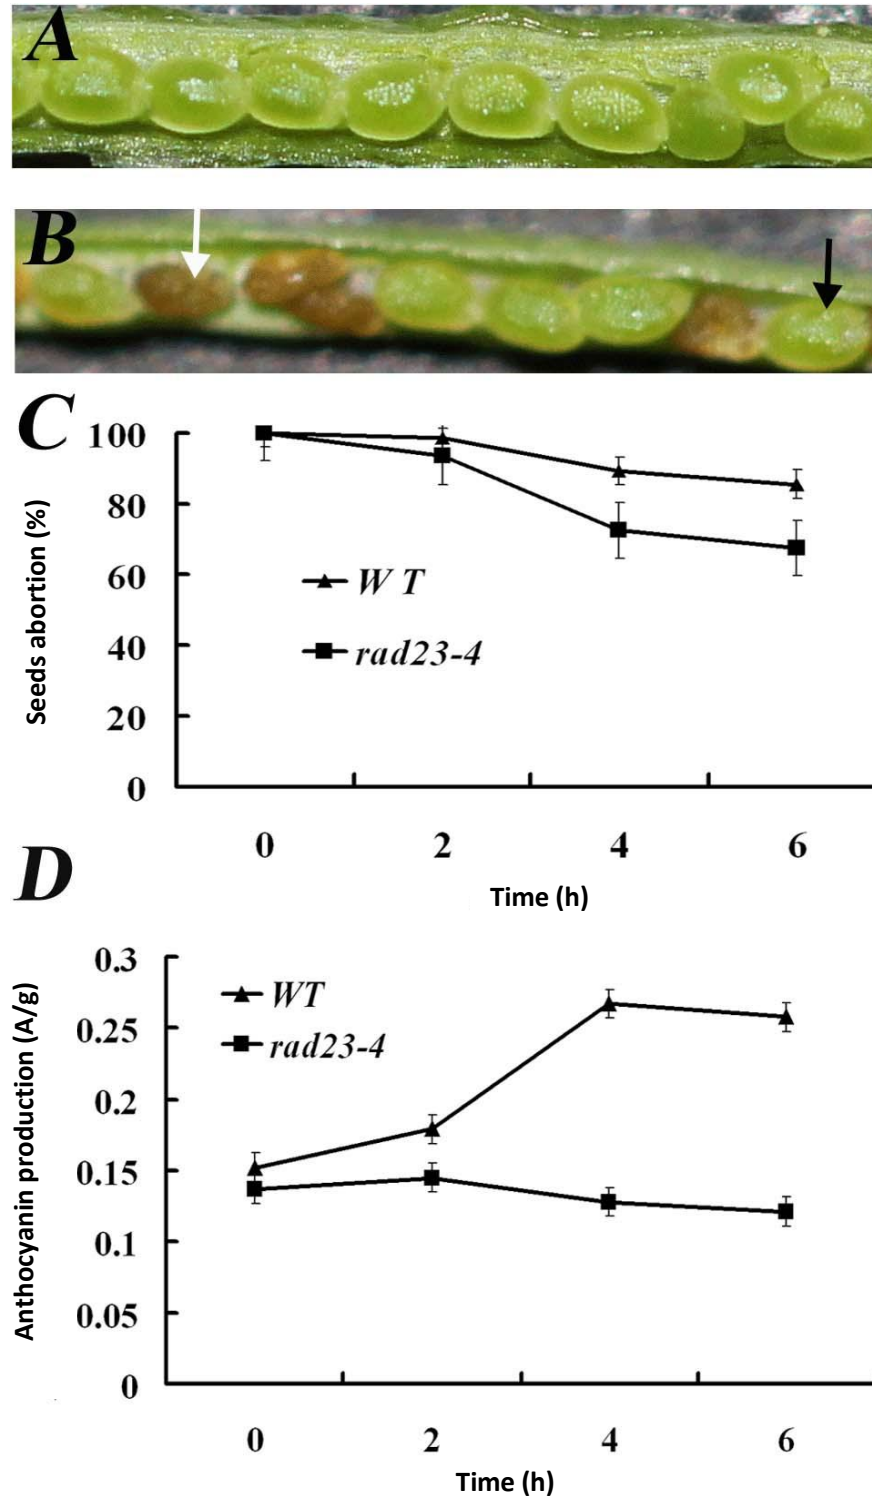 A
B
C
100
80
60
40
20
0
Seeds abortion (%)
W T
rad23-4
0 2 4 6
Time (h)
D
0.3
0.25
0.2
0.15
0.1
0.05
0
Anthocyanin production (A/g)
WT
rad23-4
0 2 4 6
Time (h)